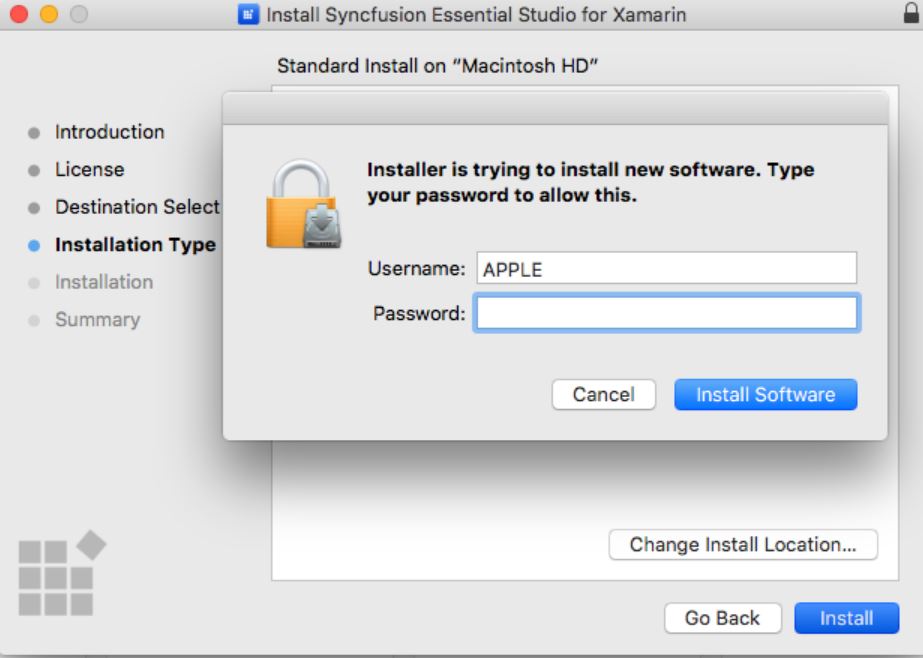 Install Syncfusion Essential Studio for Xamarin
Standard Install on “Macintosh HD”
Introduction
License
Destination Select
Installation Type
Installation
Summary
Installer is trying to install new software. Type
your password to allow this.
Username: APPLE
Password:
Cancel
Install Software
Change Install Location...
Go Back
Install